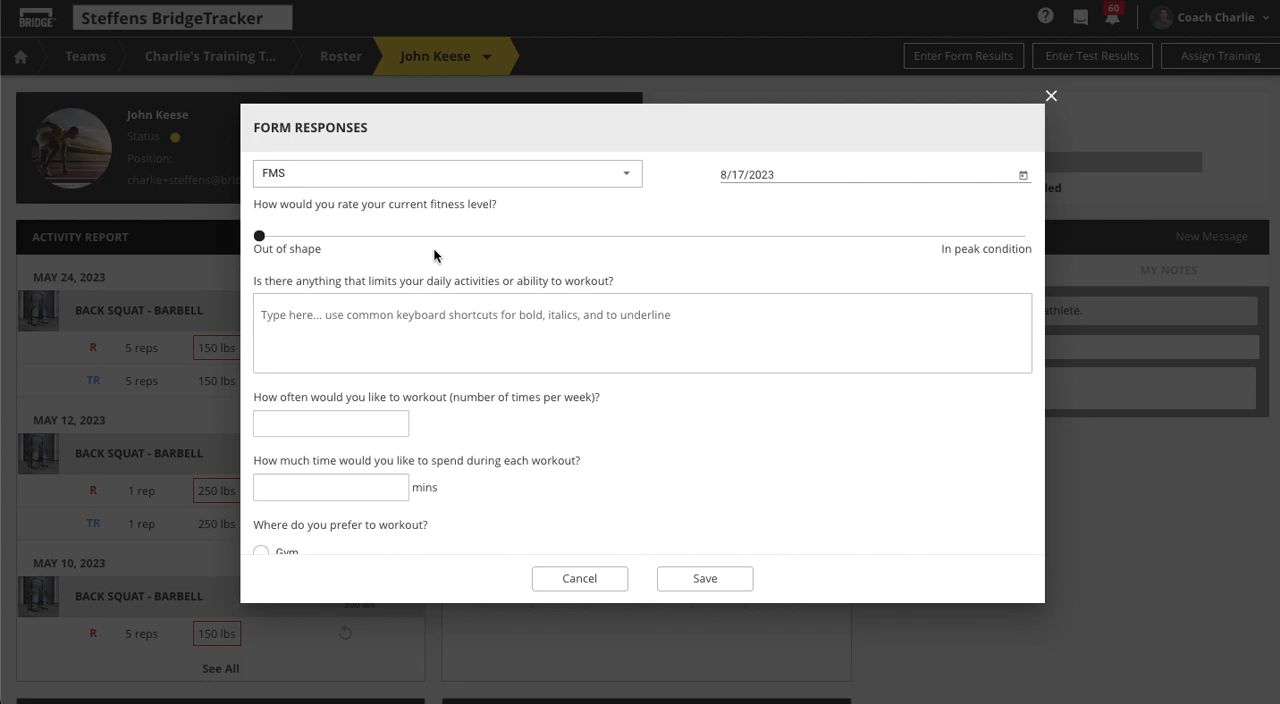 BRIDGE
Steffens BridgeTracker
60
Coach Charlie
Teams
Charlie's Training T...
Roster
John Keese
Enter Form Results
Enter Test Results
Assign Training
John Keese
Status
Position:
charlie+steffens@bri
FORM RESPONSES
FMS
8/17/2023
How would you rate your current fitness level?
Out of shape
In peak condition
Is there anything that limits your daily activities or ability to workout?
Type here... use common keyboard shortcuts for bold, italics, and to underline
How often would you like to workout (number of times per week)?
How much time would you like to spend during each workout?
mins
Where do you prefer to workout?
Gym
Cancel
Save
ACTIVITY REPORT
MAY 24, 2023
BACK SQUAT - BARBELL
R 5 reps 150 lbs
TR 5 reps 150 lbs
MAY 12, 2023
BACK SQUAT - BARBELL
R 1 rep 250 lbs
TR 1 rep 250 lbs
MAY 10, 2023
BACK SQUAT - BARBELL
R 5 reps 150 lbs
See All
led
New Message
MY NOTES
athlete.